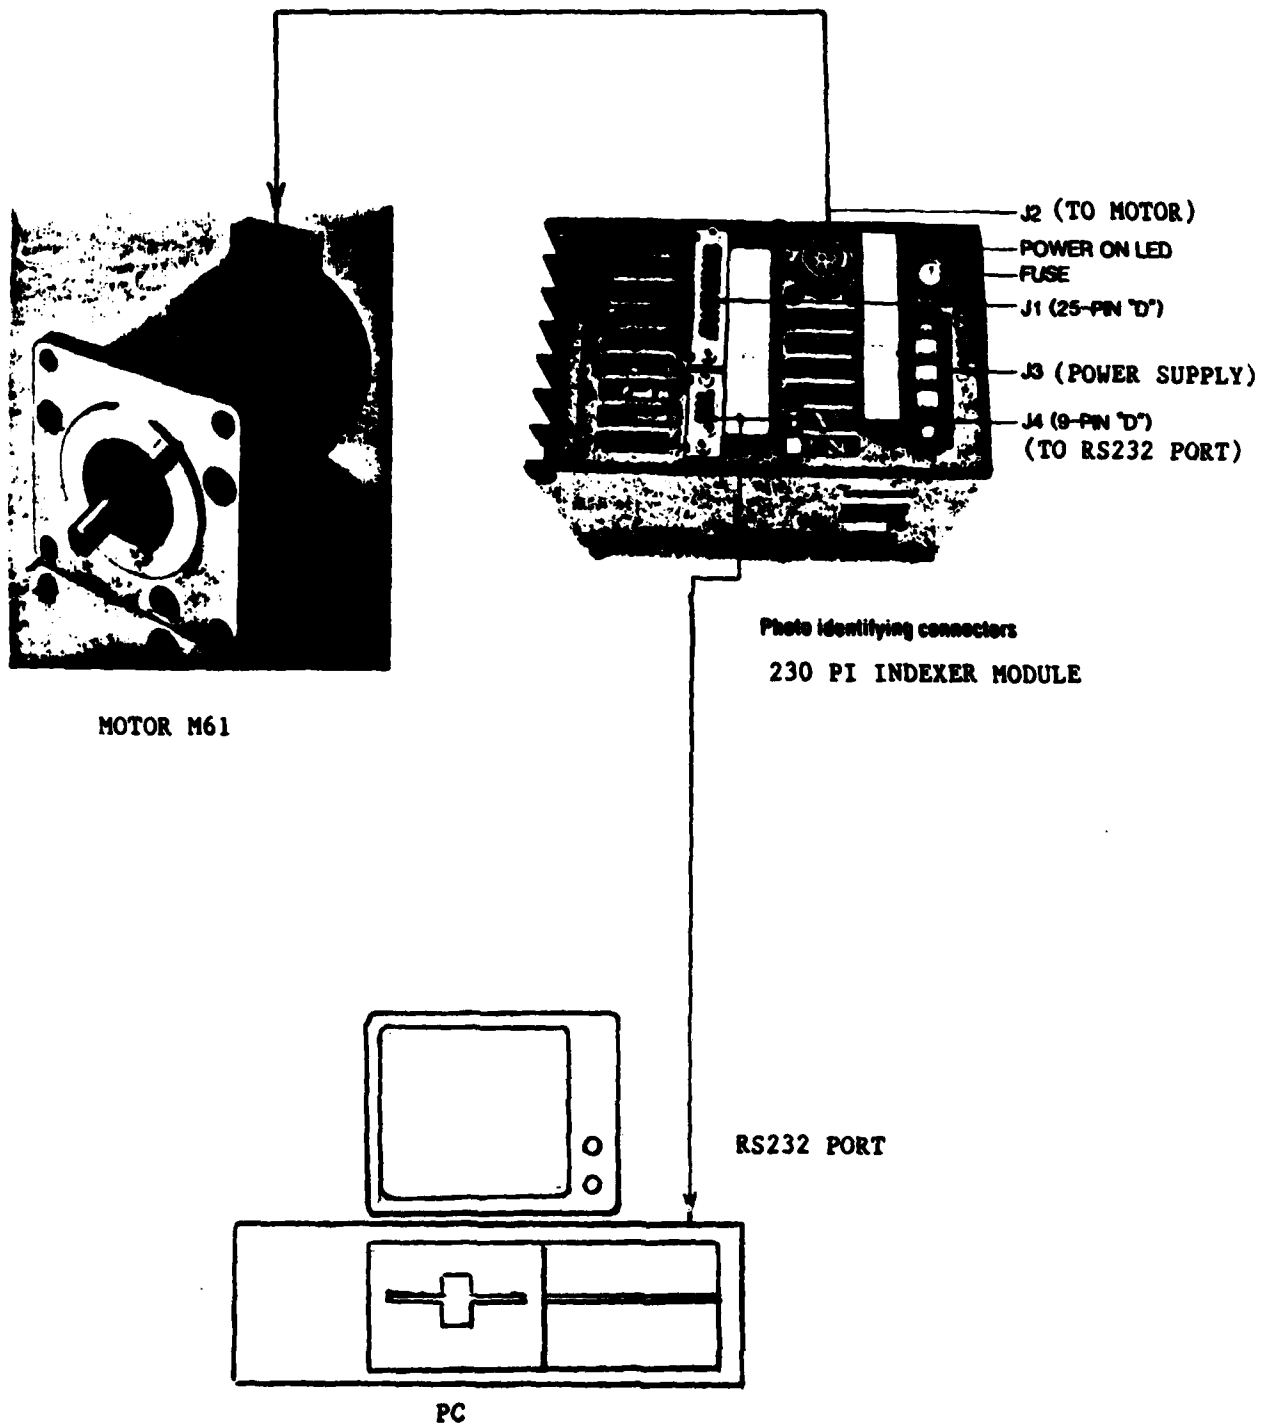 J2 (TO MOTOR)
POWER ON LED
FUSE
J1 (25-PIN "D")
J3 (POWER SUPPLY)
J4 (9-PIN "D")
(TO RS232 PORT)
Photo identifying connectors
230 PI INDEXER MODULE
MOTOR M61
RS232 PORT
PC